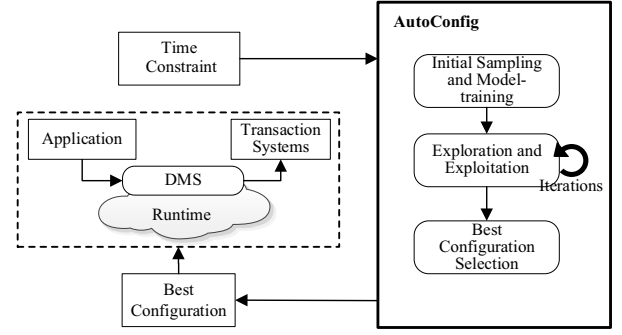 AutoConfig
Time
Constraint
Initial Sampling
and Model-
training
Application
Transaction
Systems
DMS
Runtime
Exploration and
Exploitation
Iterations
Best
Configuration
Selection
Best
Configuration